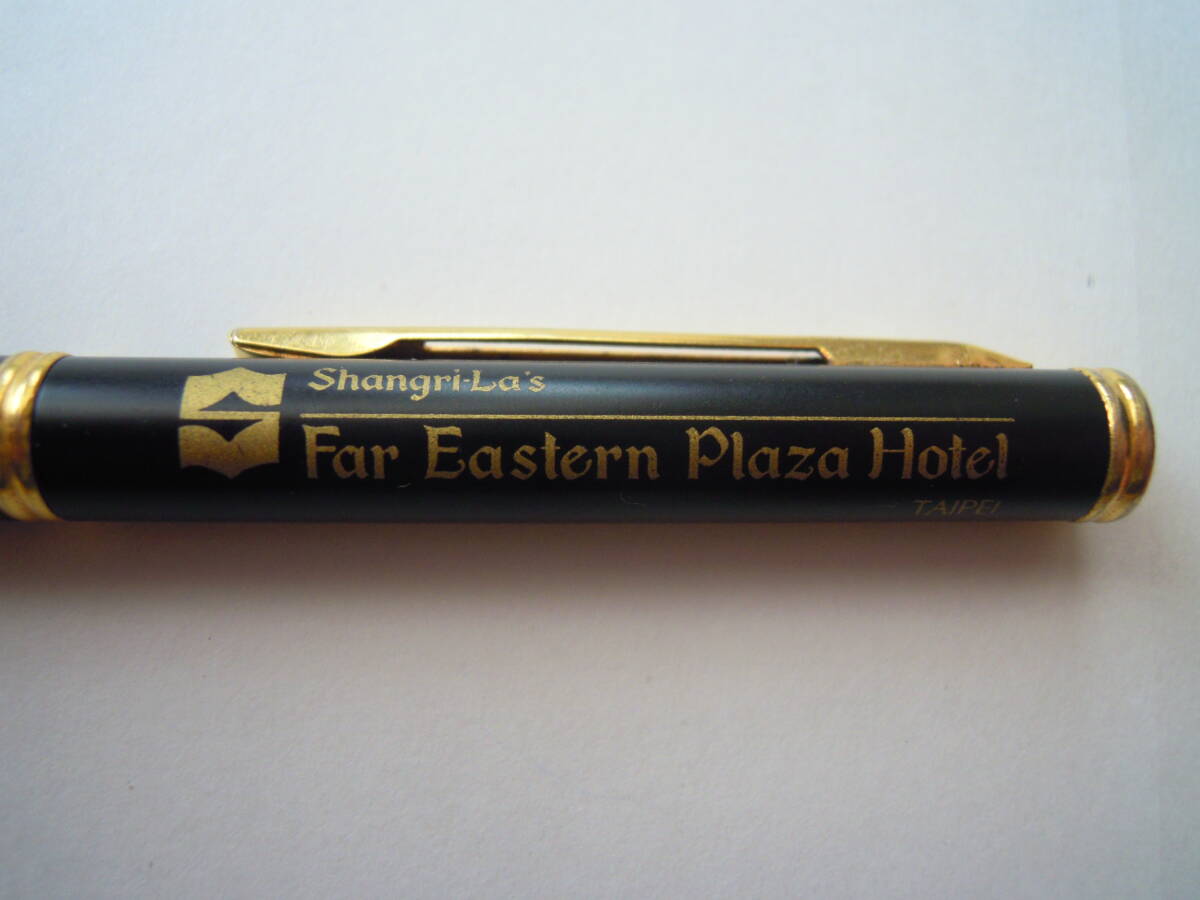 Shangri-La's
Far Eastern Plaza Hotel
TAIPEI